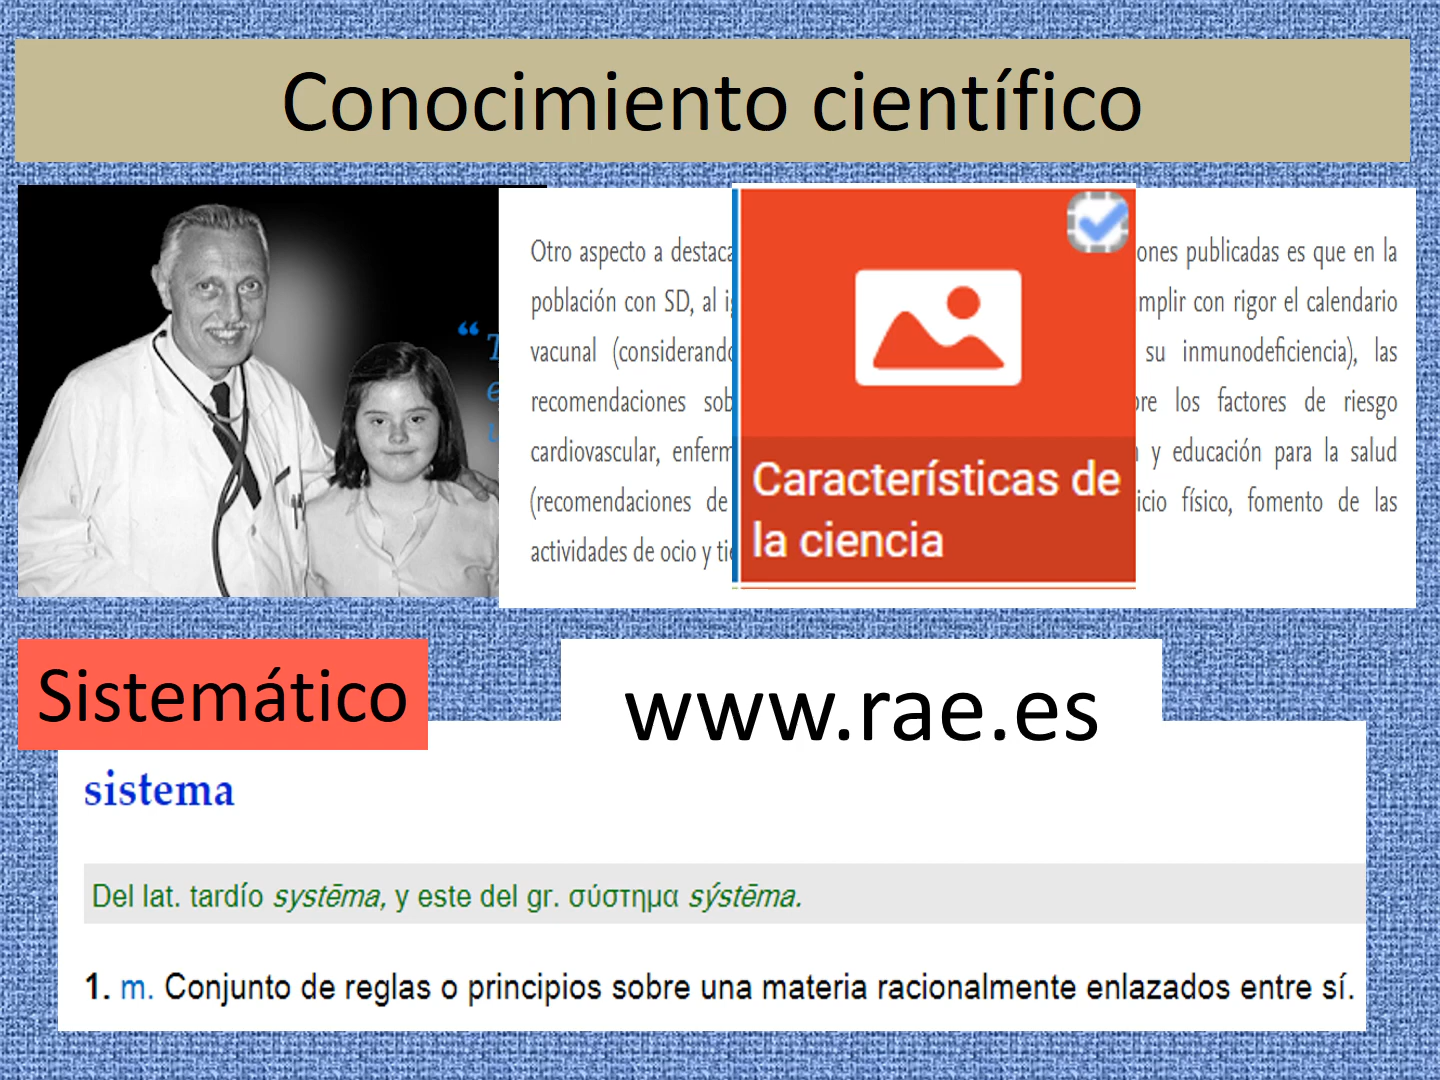 Conocimiento científico
“ T
e
Otro aspecto a destaca
población con SD, al i
vacunal (considerando
recomendaciones sob
cardiovascular, enferm
(recomendaciones de
actividades de ocio y ti
Características de
la ciencia
ones publicadas es que en la
mplir con rigor el calendario
su inmunodeficiencia), las
re los factores de riesgo
y educación para la salud
icio físico, fomento de las
Sistemático
www.rae.es
sistema
Del lat. tardío systēma, y este del gr. σύστημα sýstēma.
1. m. Conjunto de reglas o principios sobre una materia racionalmente enlazados entre sí.